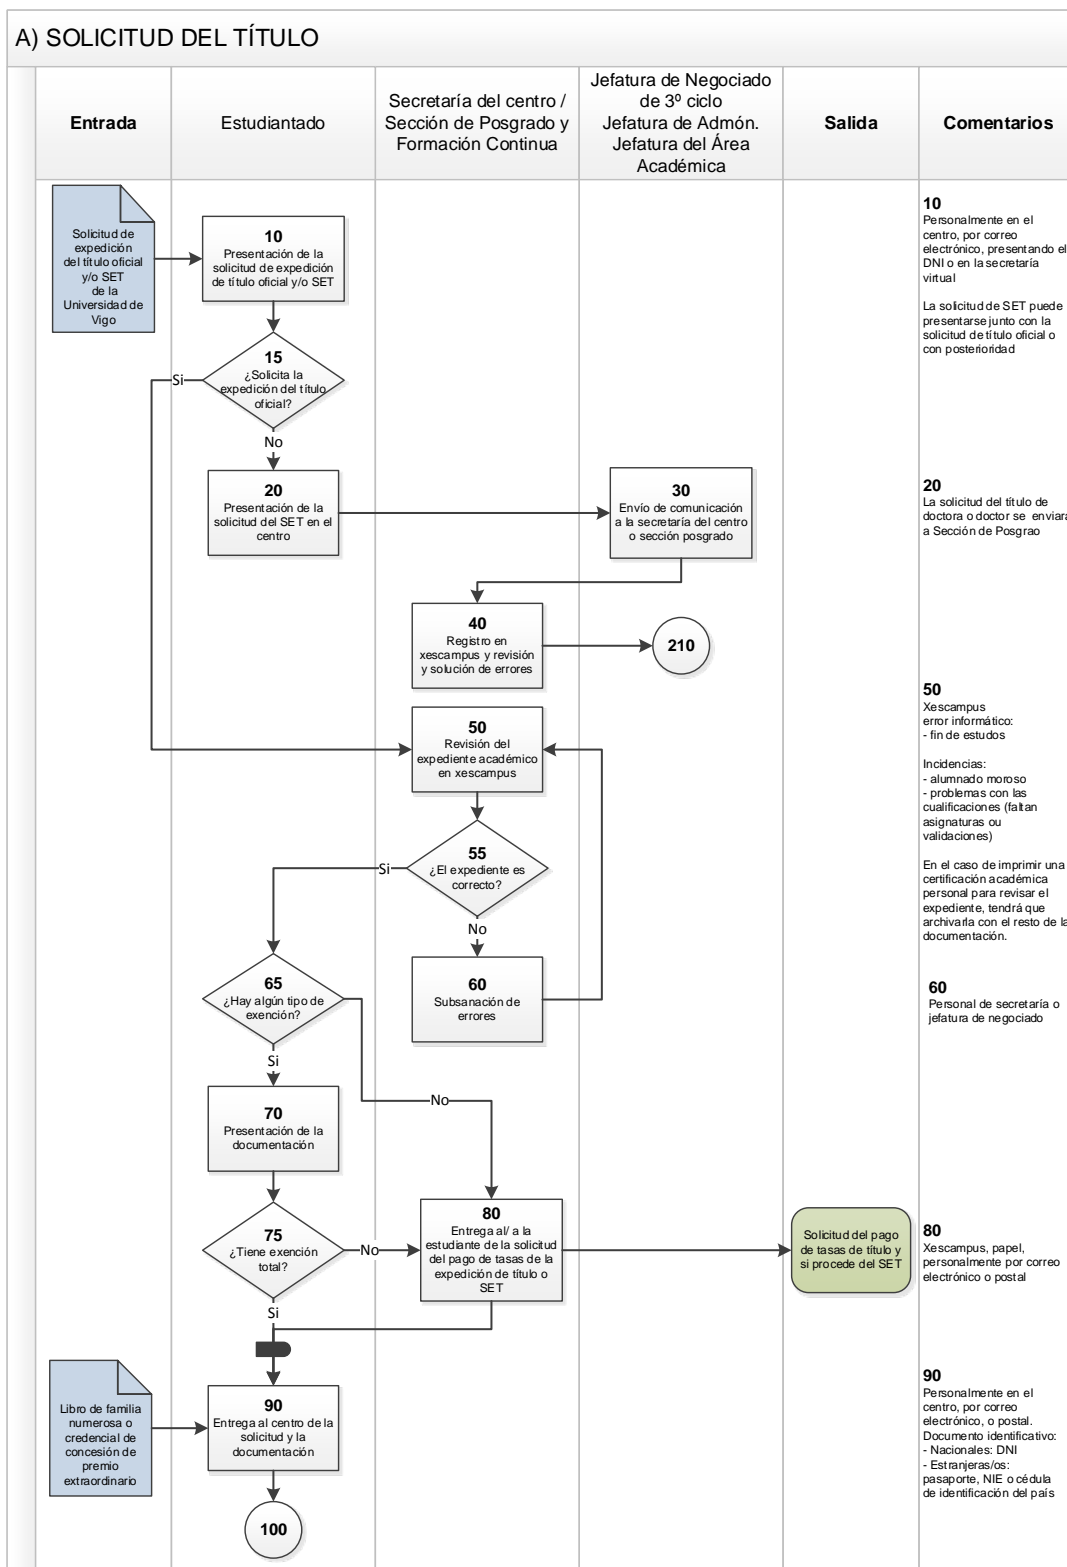 A) SOLICITUD DEL TÍTULO
Entrada
Estudiantado
Secretaría del centro /
Sección de Posgrado y
Formación Continua
Jefatura de Negociado
de 3º ciclo
Jefatura de Admón.
Jefatura del Área
Académica
Salida
Comentarios
Solicitud de
expedición
del título oficial
y/o SET
de la
Universidad de
Vigo
10
Presentación de la
solicitud de expedición
de título oficial y/o SET
10
Personalmente en el
centro, por correo
electrónico, presentando el
DNI o en la secretaría
virtual
La solicitud de SET puede
presentarse junto con la
solicitud de título oficial o
con posterioridad
15
¿Solicita la
expedición del título
oficial?
Si
No
20
Presentación de la
solicitud del SET en el
centro
30
Envío de comunicación
a la secretaría del centro
o sección posgrado
20
La solicitud del título de
doctora o doctor se enviará
a Sección de Posgrao
40
Registro en
xescampus y revisión
y solución de errores
210
50
Revisión del
expediente académico
en xescampus
50
Xescampus
error informático:
- fin de estudos
Incidencias:
- alumnado moroso
- problemas con las
cualificaciones (faltan
asignaturas ou
validaciones)
En el caso de imprimir una
certificación académica
personal para revisar el
expediente, tendrá que
archivarla con el resto de la
documentación.
55
¿El expediente es
correcto?
Si
No
60
Subsanación de
errores
60
Personal de secretaría o
jefatura de negociado
65
¿Hay algún tipo de
exención?
Si
No
70
Presentación de la
documentación
75
¿Tiene exención
total?
No
Si
80
Entrega al/ a la
estudiante de la solicitud
del pago de tasas de la
expedición de título o
SET
Solicitud del pago
de tasas de título y
si procede del SET
80
Xescampus, papel,
personalmente por correo
electrónico o postal
Libro de familia
numerosa o
credencial de
concesión de
premio
extraordinario
90
Entrega al centro de la
solicitud y la
documentación
90
Personalmente en el
centro, por correo
electrónico, o postal.
Documento identificativo:
- Nacionales: DNI
- Estranjeras/os:
pasaporte, NIE o cédula
de identificación del país
100